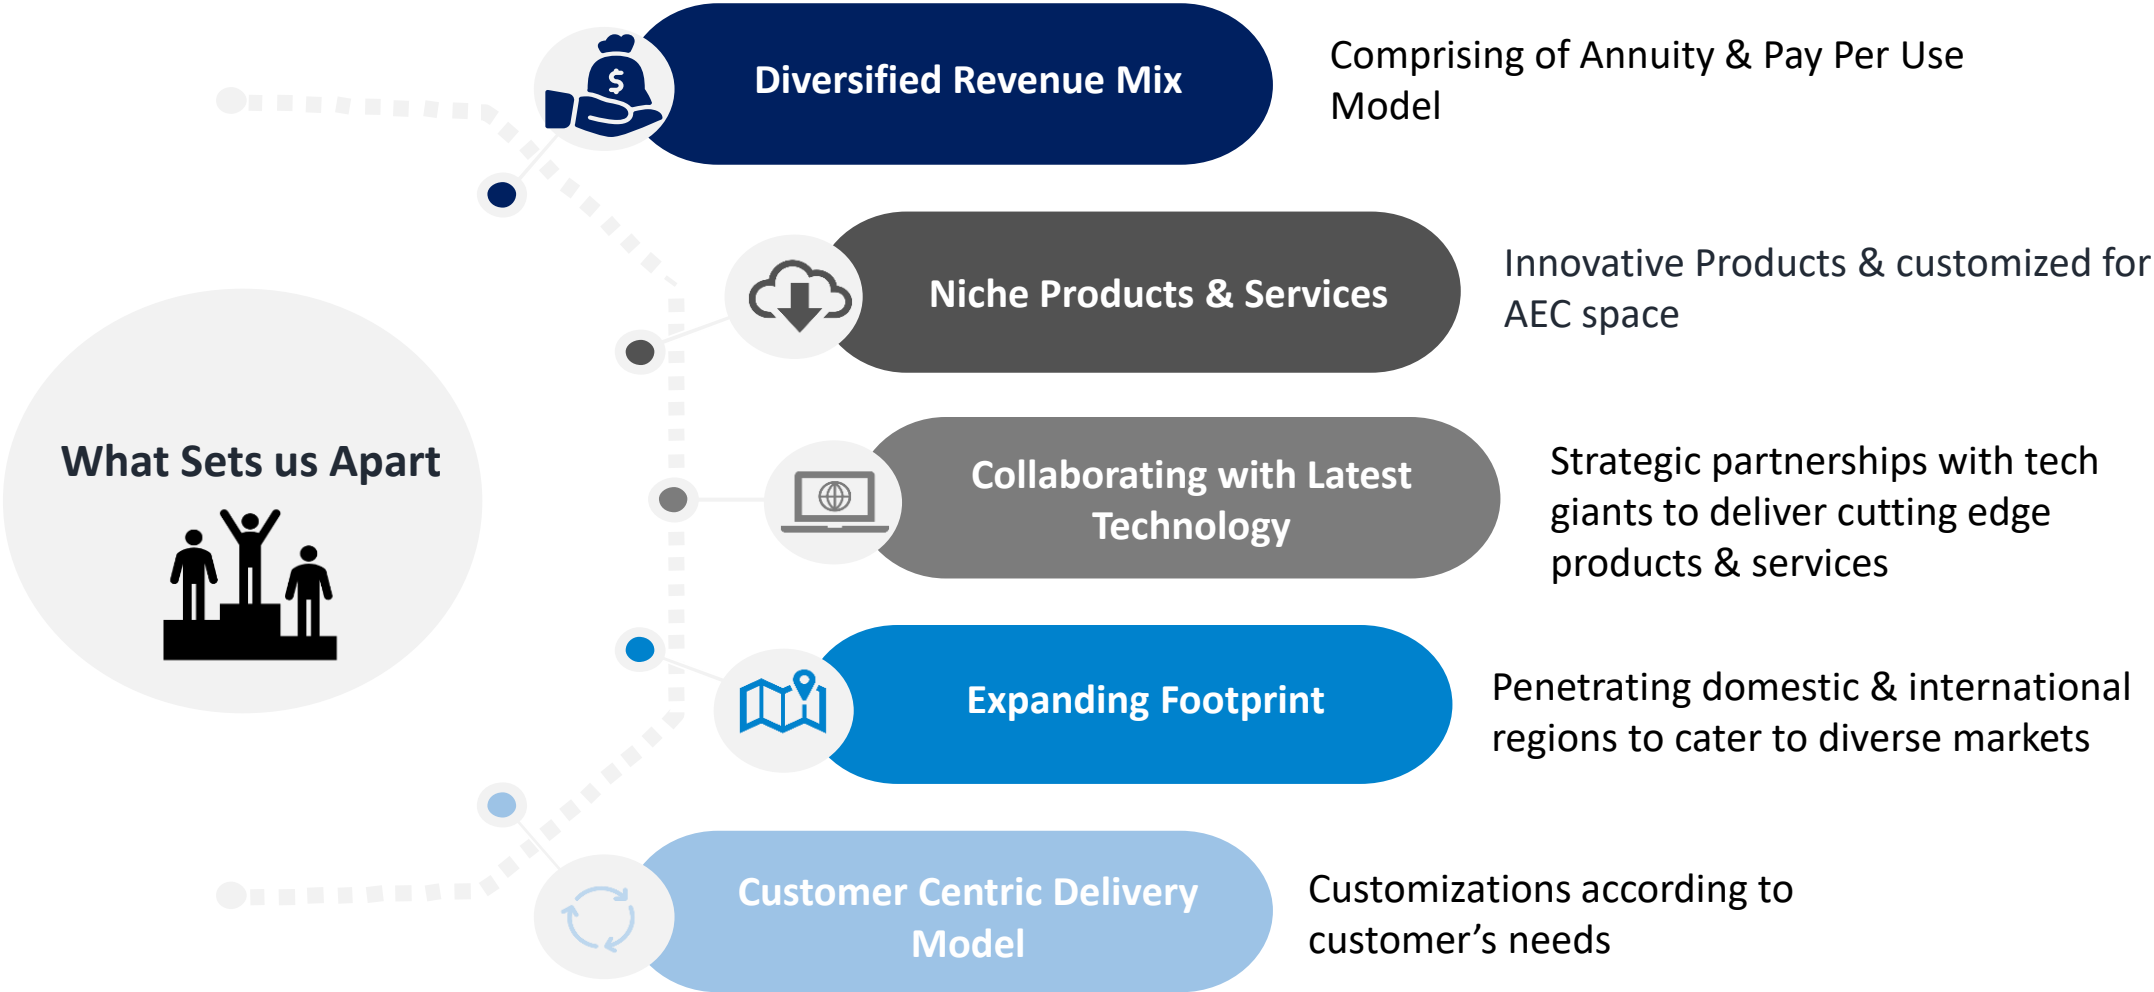 What Sets us Apart
$
Diversified Revenue Mix
Comprising of Annuity & Pay Per Use
Model
Niche Products & Services
Innovative Products & customized for
AEC space
Collaborating with Latest
Technology
Strategic partnerships with tech
giants to deliver cutting edge
products & services
Expanding Footprint
Penetrating domestic & international
regions to cater to diverse markets
Customer Centric Delivery
Model
Customizations according to
customer’s needs